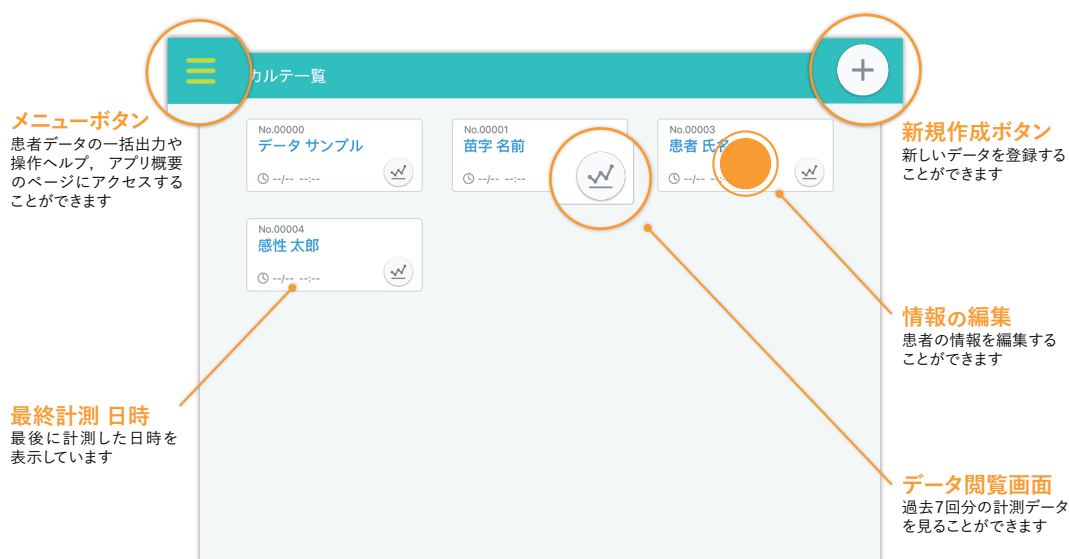 カルテ一覧
メニューボタン
患者データの一括出力や
操作ヘルプ, アプリ概要
のページにアクセスする
ことができます
No.00000
データ サンプル
--/-- --:--
No.00001
苗字 名前
--/-- --:--
No.00003
患者 氏名
--/-- --:--
新規作成ボタン
新しいデータを登録する
ことができます
No.00004
感性 太郎
--/-- --:--
情報の編集
患者の情報を編集する
ことができます
最終計測 日時
最後に計測した日時を
表示しています
データ閲覧画面
過去7回分の計測データ
を見ることができます